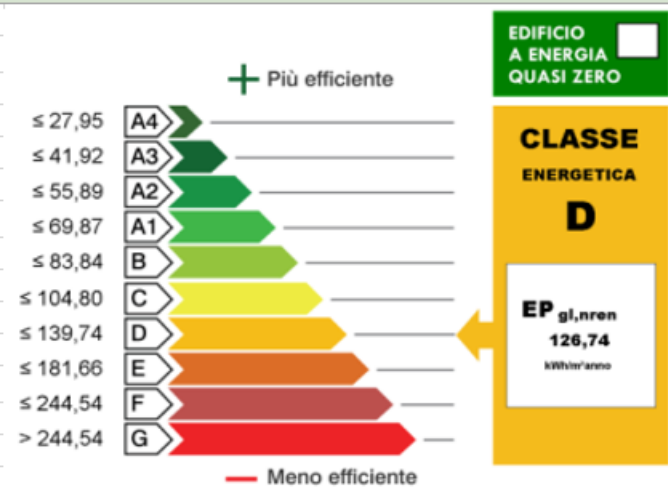 EDIFICIO
A ENERGIA
QUASI ZERO
Più efficiente
≤ 27,95 A4
≤ 41,92 A3
≤ 55,89 A2
≤ 69,87 A1
≤ 83,84 B
≤ 104,80 C
≤ 139,74 D
≤ 181,66 E
≤ 244,54 F
> 244,54 G
Meno efficiente
CLASSE
ENERGETICA
D
EP gl,nren
126,74
kWh/m²anno